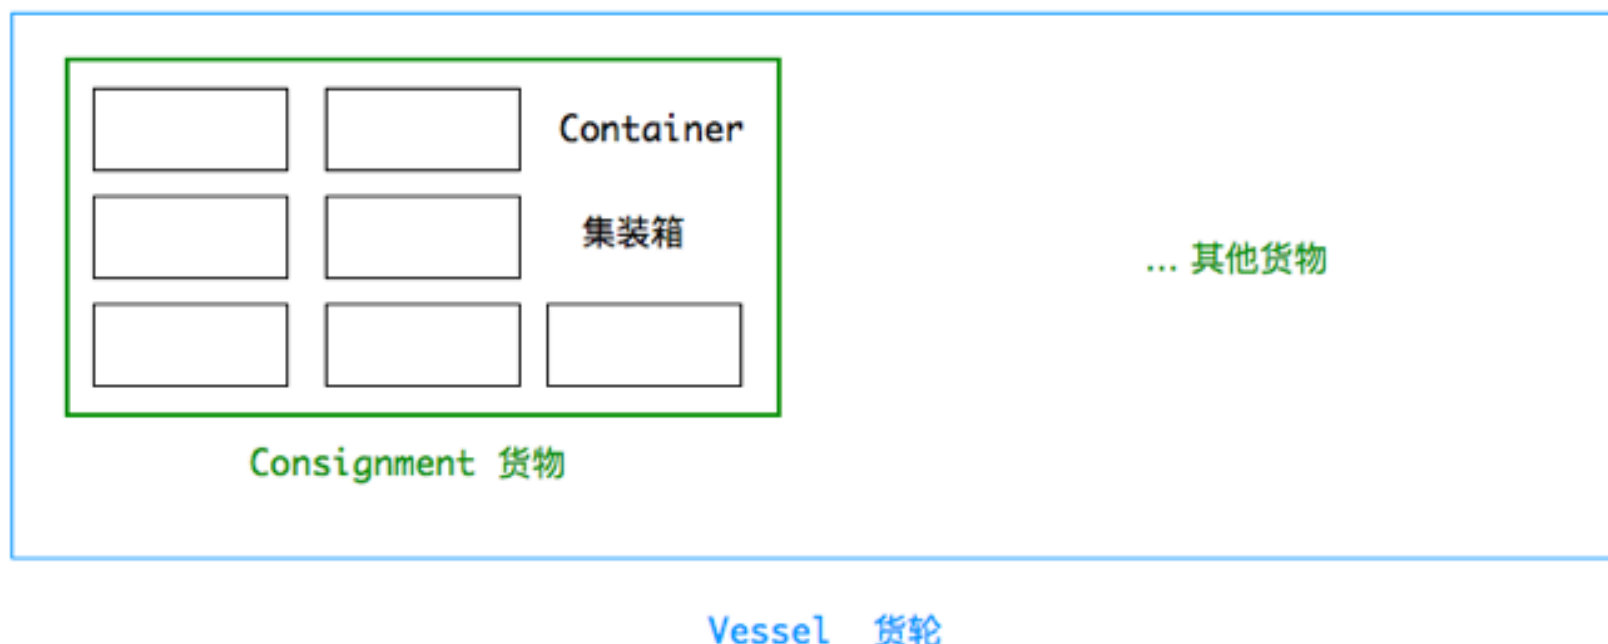 Container
集装箱
... 其他货物
Consignment 货物
Vessel 货轮